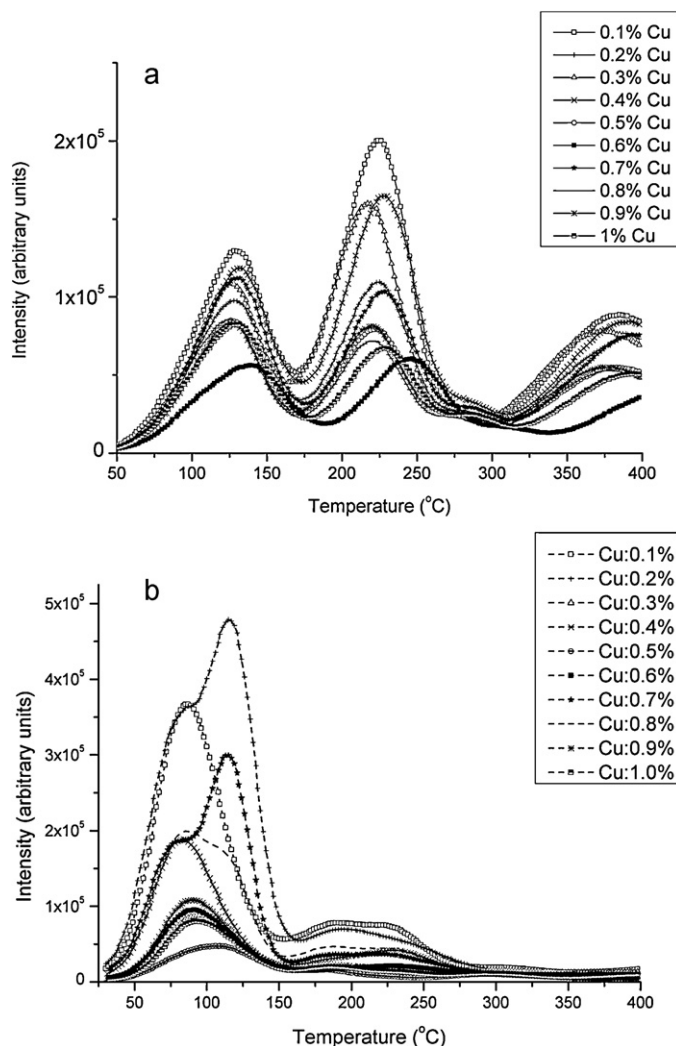 a
0.1% Cu
0.2% Cu
0.3% Cu
0.4% Cu
0.5% Cu
0.6% Cu
0.7% Cu
0.8% Cu
0.9% Cu
1% Cu
Intensity (arbitrary units)
2x10⁵
1x10⁵
0
50 100 150 200 250 300 350 400
Temperature (°C)
b
Cu:0.1%
Cu:0.2%
Cu:0.3%
Cu:0.4%
Cu:0.5%
Cu:0.6%
Cu:0.7%
Cu:0.8%
Cu:0.9%
Cu:1.0%
Intensity (arbitrary units)
5x10⁵
4x10⁵
3x10⁵
2x10⁵
1x10⁵
0
50 100 150 200 250 300 350 400
Temperature (°C)